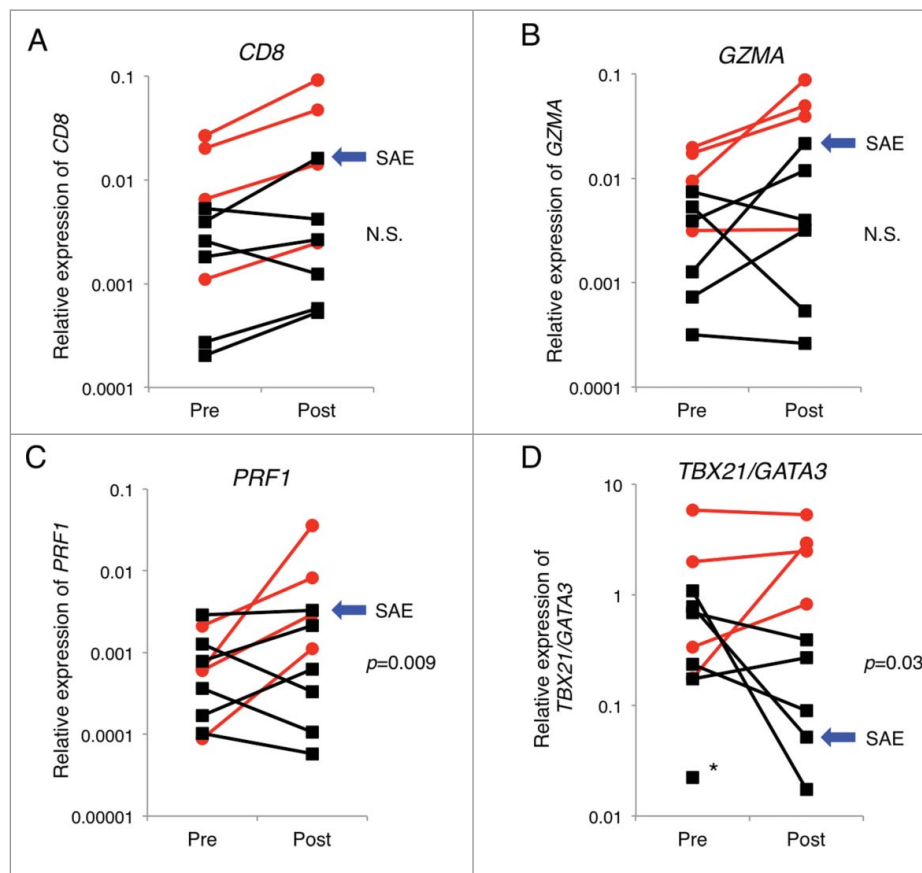 A
CD8
Relative expression of CD8
0.1
0.01
0.001
0.0001
SAE
N.S.
Pre
Post
B
GZMA
Relative expression of GZMA
0.1
0.01
0.001
0.0001
SAE
N.S.
Pre
Post
C
PRF1
Relative expression of PRF1
0.1
0.01
0.001
0.0001
0.00001
SAE
p=0.009
Pre
Post
D
TBX21/GATA3
Relative expression of
TBX21/GATA3
10
1
0.1
0.01
p=0.03
SAE
*
Pre
Post